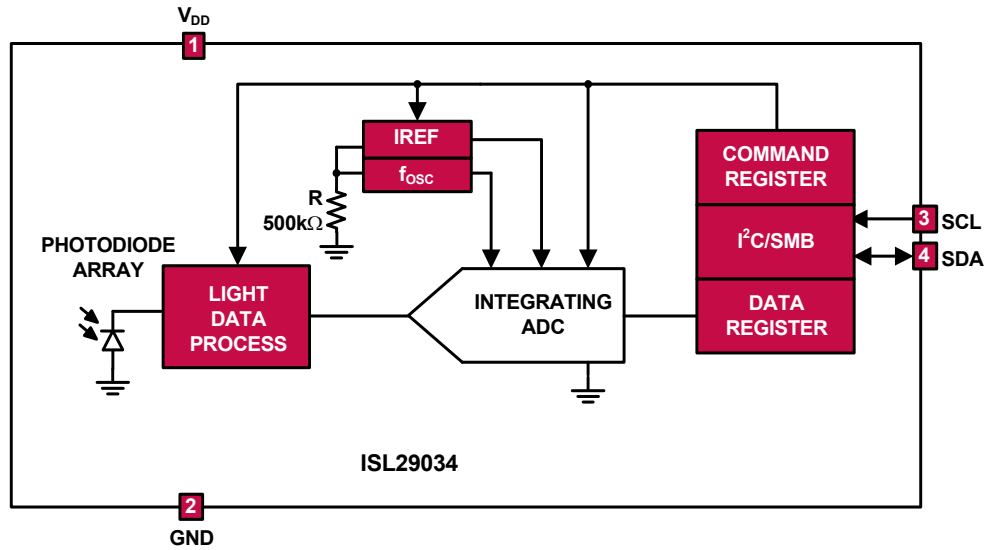 VDD
1
IREF
fOSC
R
500kΩ
COMMAND
REGISTER
I²C/SMB
DATA
REGISTER
3 SCL
4 SDA
PHOTODIODE
ARRAY
LIGHT
DATA
PROCESS
INTEGRATING
ADC
ISL29034
2
GND